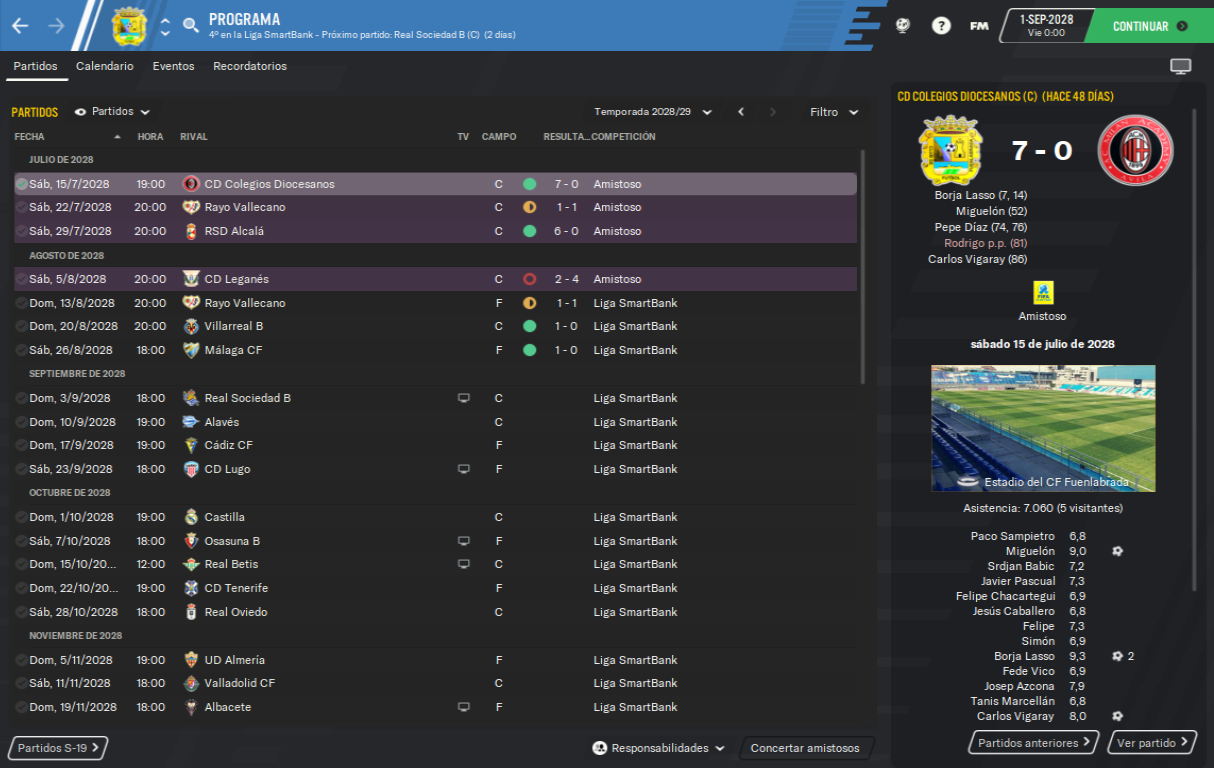 PROGRAMA
4º en la Liga SmartBank - Próximo partido: Real Sociedad B (C) (2 días)
?
FM
1-SEP-2028
Vie 0:00
CONTINUAR
Partidos Calendario Eventos Recordatorios
PARTIDOS Partidos Temporada 2028/29 Filtro
FECHA HORA RIVAL TV CAMPO RESULTA... COMPETICIÓN
JULIO DE 2028
Sáb, 15/7/2028 19:00 CD Colegios Diocesanos C 7 - 0 Amistoso
Sáb, 22/7/2028 20:00 Rayo Vallecano C 1 - 1 Amistoso
Sáb, 29/7/2028 20:00 RSD Alcalá C 6 - 0 Amistoso
AGOSTO DE 2028
Sáb, 5/8/2028 20:00 CD Leganés C 2 - 4 Amistoso
Dom, 13/8/2028 20:00 Rayo Vallecano F 1 - 1 Liga SmartBank
Dom, 20/8/2028 20:00 Villarreal B C 1 - 0 Liga SmartBank
Sáb, 26/8/2028 18:00 Málaga CF F 1 - 0 Liga SmartBank
SEPTIEMBRE DE 2028
Dom, 3/9/2028 18:00 Real Sociedad B C Liga SmartBank
Dom, 10/9/2028 19:00 Alavés C Liga SmartBank
Dom, 17/9/2028 19:00 Cádiz CF F Liga SmartBank
Sáb, 23/9/2028 18:00 CD Lugo F Liga SmartBank
OCTUBRE DE 2028
Dom, 1/10/2028 19:00 Castilla C Liga SmartBank
Sáb, 7/10/2028 18:00 Osasuna B F Liga SmartBank
Dom, 15/10/20... 12:00 Real Betis C Liga SmartBank
Dom, 22/10/20... 19:00 CD Tenerife F Liga SmartBank
Sáb, 28/10/2028 18:00 Real Oviedo C Liga SmartBank
NOVIEMBRE DE 2028
Dom, 5/11/2028 19:00 UD Almería F Liga SmartBank
Sáb, 11/11/2028 18:00 Valladolid CF C Liga SmartBank
Dom, 19/11/2028 18:00 Albacete F Liga SmartBank
Partidos S-19 Responsabilidades Concertar amistosos
CD COLEGIOS DIOCESANOS (C) (HACE 48 DÍAS)
7 - 0
Borja Lasso (7, 14)
Miguelón (52)
Pepe Díaz (74, 76)
Rodrigo p.p. (81)
Carlos Vigaray (86)
Amistoso
sábado 15 de julio de 2028
Estadio del CF Fuenlabrada
Asistencia: 7.060 (5 visitantes)
Paco Sampietro 6,8
Miguelón 9,0
Srdjan Babic 7,2
Javier Pascual 7,3
Felipe Chacartegui 6,9
Jesús Caballero 6,8
Felipe 7,3
Simón 6,9
Borja Lasso 9,3 2
Fede Vico 6,9
Josep Azcona 7,9
Tanis Marcellán 6,8
Carlos Vigaray 8,0
Partidos anteriores Ver partido